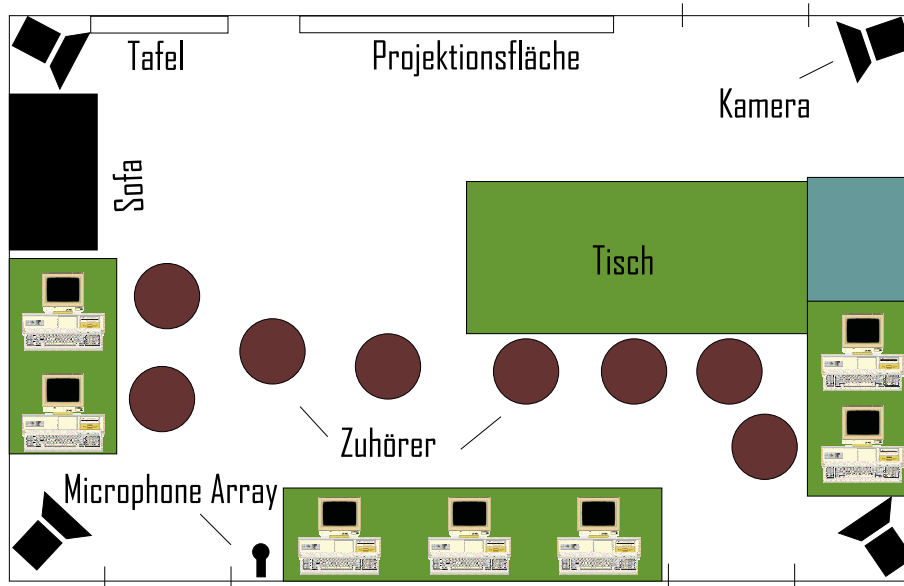 Tafel
Projektionsfläche
Kamera
Sofa
Tisch
Zuhörer
Microphone Array